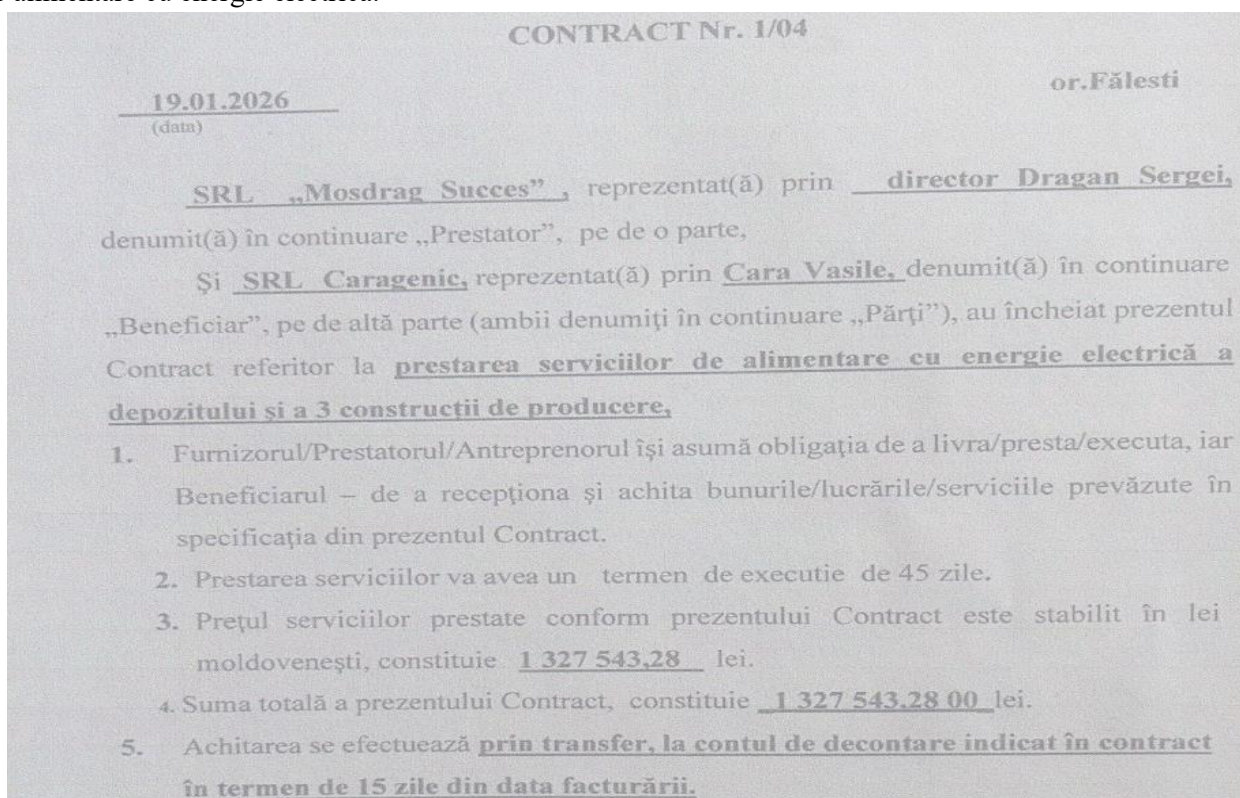 CONTRACT Nr. 1/04
or.Fălesti
19.01.2026
(data)
SRL „Mosdrag Succes” , reprezentat(ă) prin director Dragan Sergei,
denumit(ă) în continuare „Prestator”, pe de o parte,
Şi SRL Caragenic, reprezentat(ă) prin Cara Vasile, denumit(ă) în continuare
„Beneficiar”, pe de altă parte (ambii denumiţi în continuare „Părţi”), au încheiat prezentul
Contract referitor la prestarea serviciilor de alimentare cu energie electrică a
depozitului și a 3 construcții de producere,
1. Furnizorul/Prestatorul/Antreprenorul îşi asumă obligaţia de a livra/presta/executa, iar
Beneficiarul – de a recepţiona şi achita bunurile/lucrările/serviciile prevăzute în
specificaţia din prezentul Contract.
2. Prestarea serviciilor va avea un termen de executie de 45 zile.
3. Preţul serviciilor prestate conform prezentului Contract este stabilit în lei
moldoveneşti, constituie 1 327 543,28 lei.
4. Suma totală a prezentului Contract, constituie 1 327 543.28 00 lei.
5. Achitarea se efectuează prin transfer, la contul de decontare indicat în contract
în termen de 15 zile din data facturării.